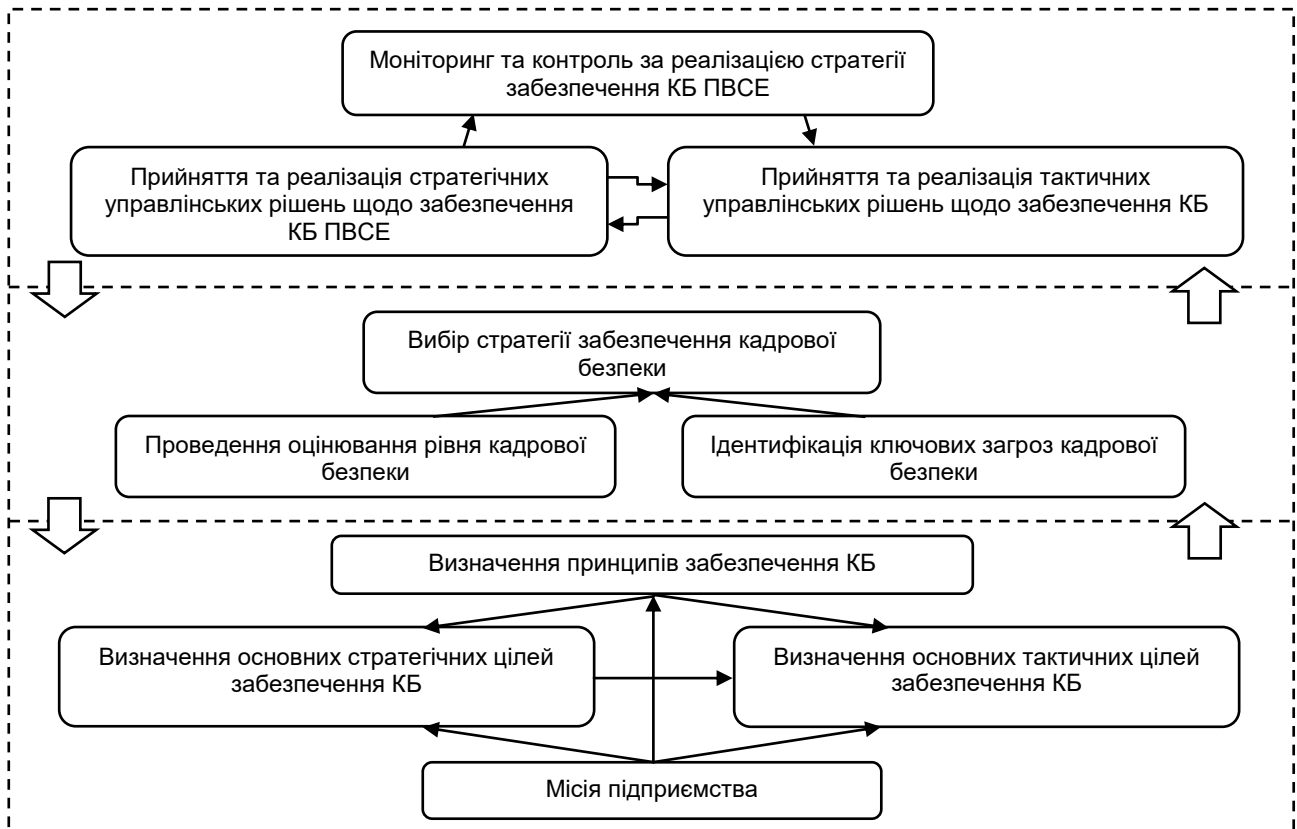 Моніторинг та контроль за реалізацією стратегії
забезпечення КБ ПВСЕ
Прийняття та реалізація стратегічних
управлінських рішень щодо забезпечення
КБ ПВСЕ
Прийняття та реалізація тактичних
управлінських рішень щодо забезпечення КБ
Вибір стратегії забезпечення кадрової
безпеки
Проведення оцінювання рівня кадрової
безпеки
Ідентифікація ключових загроз кадрової
безпеки
Визначення принципів забезпечення КБ
Визначення основних стратегічних цілей
забезпечення КБ
Визначення основних тактичних цілей
забезпечення КБ
Місія підприємства